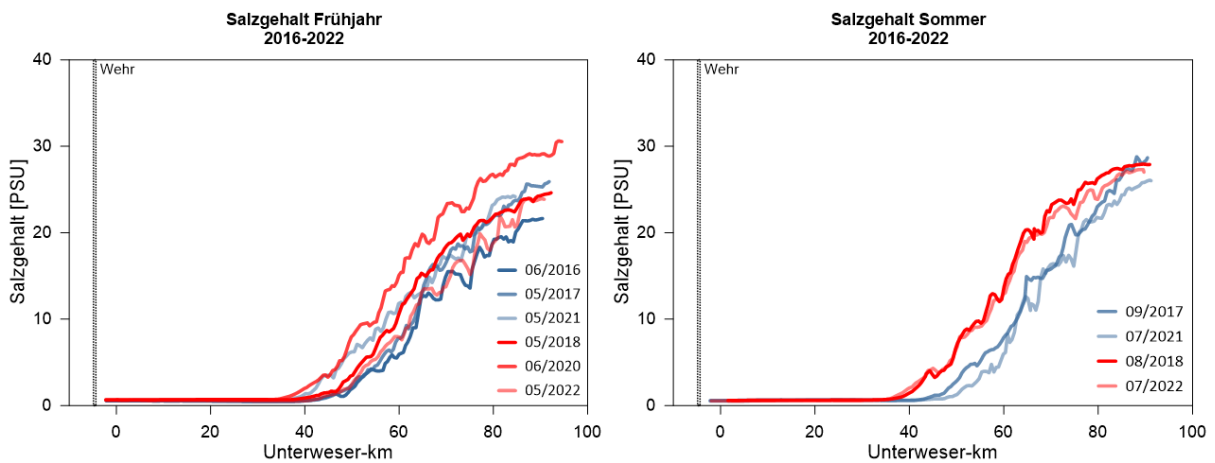 Salzgehalt Frühjahr
2016-2022
40
30
20
10
0
Salzgehalt [PSU]
Wehr
06/2016
05/2017
05/2021
05/2018
06/2020
05/2022
0 20 40 60 80 100
Unterweser-km
Salzgehalt Sommer
2016-2022
40
30
20
10
0
Salzgehalt [PSU]
Wehr
09/2017
07/2021
08/2018
07/2022
0 20 40 60 80 100
Unterweser-km